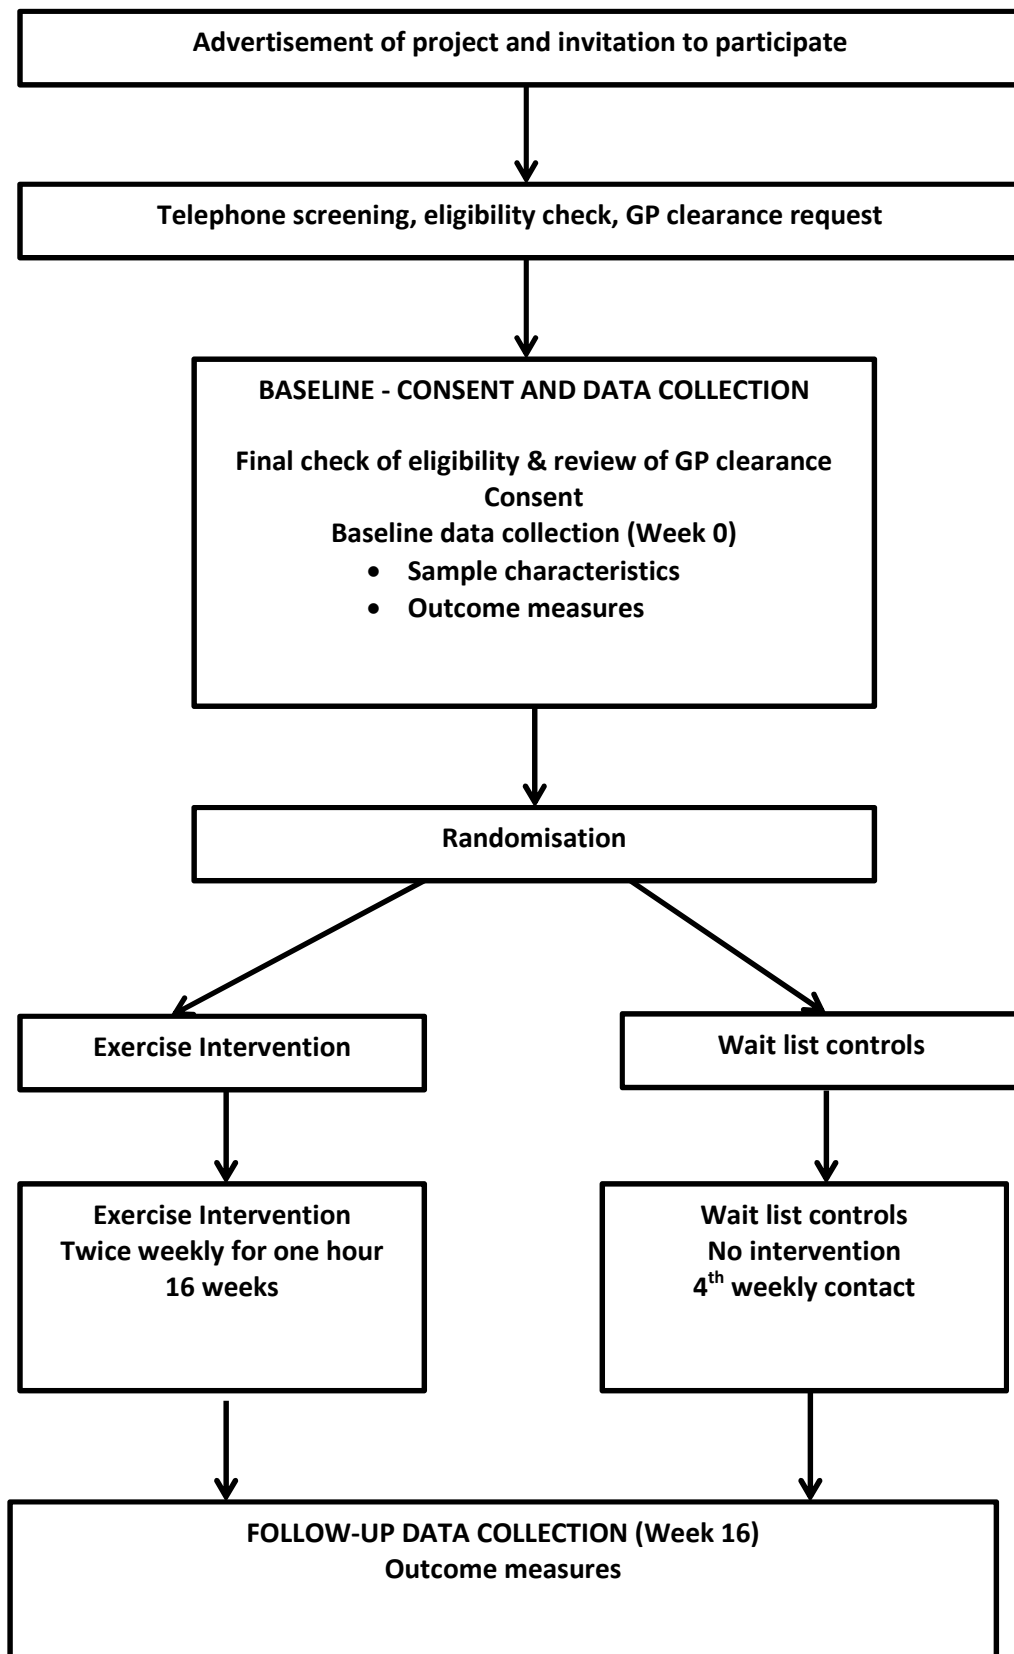 Advertisement of project and invitation to participate
Telephone screening, eligibility check, GP clearance request
BASELINE - CONSENT AND DATA COLLECTION
Final check of eligibility & review of GP clearance
Consent
Baseline data collection (Week 0)
• Sample characteristics
• Outcome measures
Randomisation
Exercise Intervention
Wait list controls
Exercise Intervention
Twice weekly for one hour
16 weeks
Wait list controls
No intervention
4th weekly contact
FOLLOW-UP DATA COLLECTION (Week 16)
Outcome measures